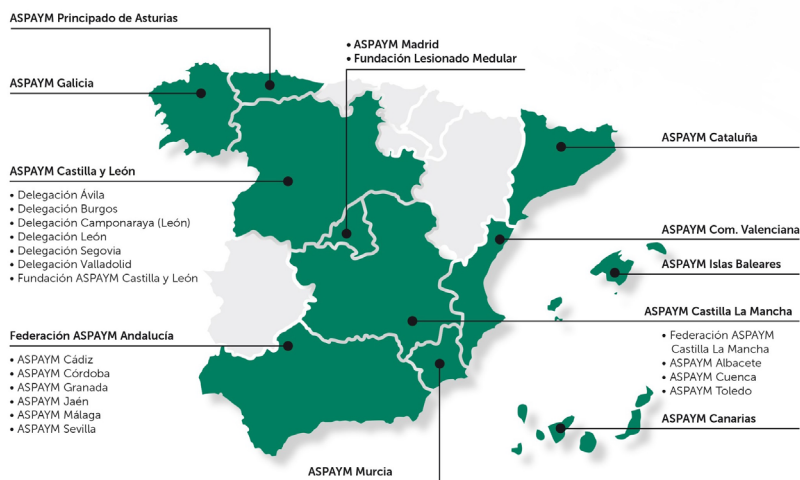 ASPAYM Principado de Asturias
• ASPAYM Madrid
• Fundación Lesionado Medular
ASPAYM Galicia
ASPAYM Cataluña
ASPAYM Castilla y León
• Delegación Ávila
• Delegación Burgos
• Delegación Camponaraya (León)
• Delegación León
• Delegación Segovia
• Delegación Valladolid
• Fundación ASPAYM Castilla y León
ASPAYM Com. Valenciana
ASPAYM Islas Baleares
ASPAYM Castilla La Mancha
• Federación ASPAYM
Castilla La Mancha
• ASPAYM Albacete
• ASPAYM Cuenca
• ASPAYM Toledo
Federación ASPAYM Andalucía
• ASPAYM Cádiz
• ASPAYM Córdoba
• ASPAYM Granada
• ASPAYM Jaén
• ASPAYM Málaga
• ASPAYM Sevilla
ASPAYM Canarias
ASPAYM Murcia